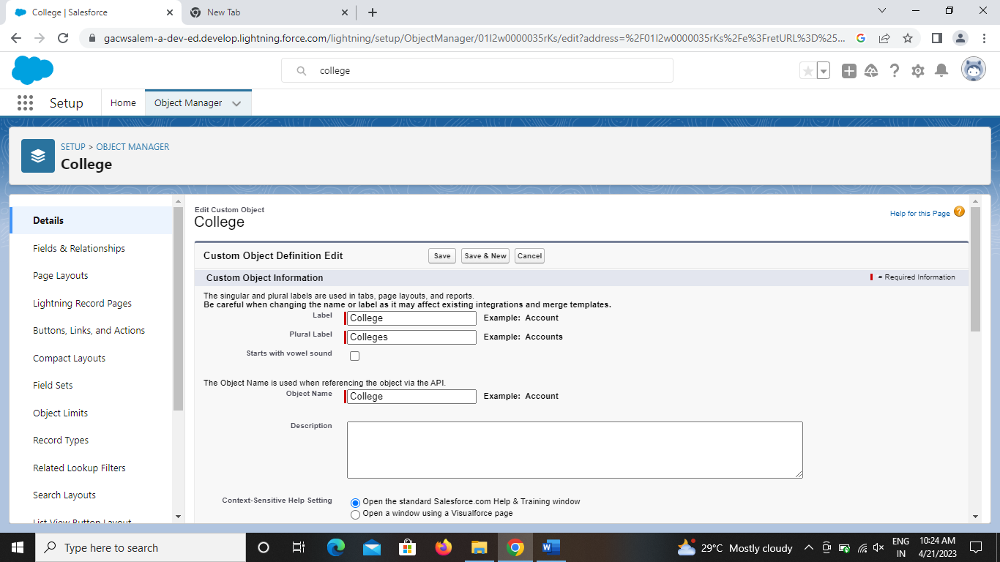 College | Salesforce
New Tab
gacwsalem-a-dev-ed.develop.lightning.force.com/lightning/setup/ObjectManager/01I2w0000035rKs/edit?address=%2F01I2w0000035rKs%2Fe%3FretURL%3D%25...
college
Setup
Home
Object Manager
SETUP > OBJECT MANAGER
College
Details
Fields & Relationships
Page Layouts
Lightning Record Pages
Buttons, Links, and Actions
Compact Layouts
Field Sets
Object Limits
Record Types
Related Lookup Filters
Search Layouts
List View Button Layout
Edit Custom Object
College
Help for this Page
Custom Object Definition Edit
Save
Save & New
Cancel
Custom Object Information
= Required Information
The singular and plural labels are used in tabs, page layouts, and reports.
Be careful when changing the name or label as it may affect existing integrations and merge templates.
Label College Example: Account
Plural Label Colleges Example: Accounts
Starts with vowel sound
The Object Name is used when referencing the object via the API.
Object Name College Example: Account
Description
Context-Sensitive Help Setting Open the standard Salesforce.com Help & Training window
Open a window using a Visualforce page
Type here to search
29°C Mostly cloudy
ENG
IN
10:24 AM
4/21/2023